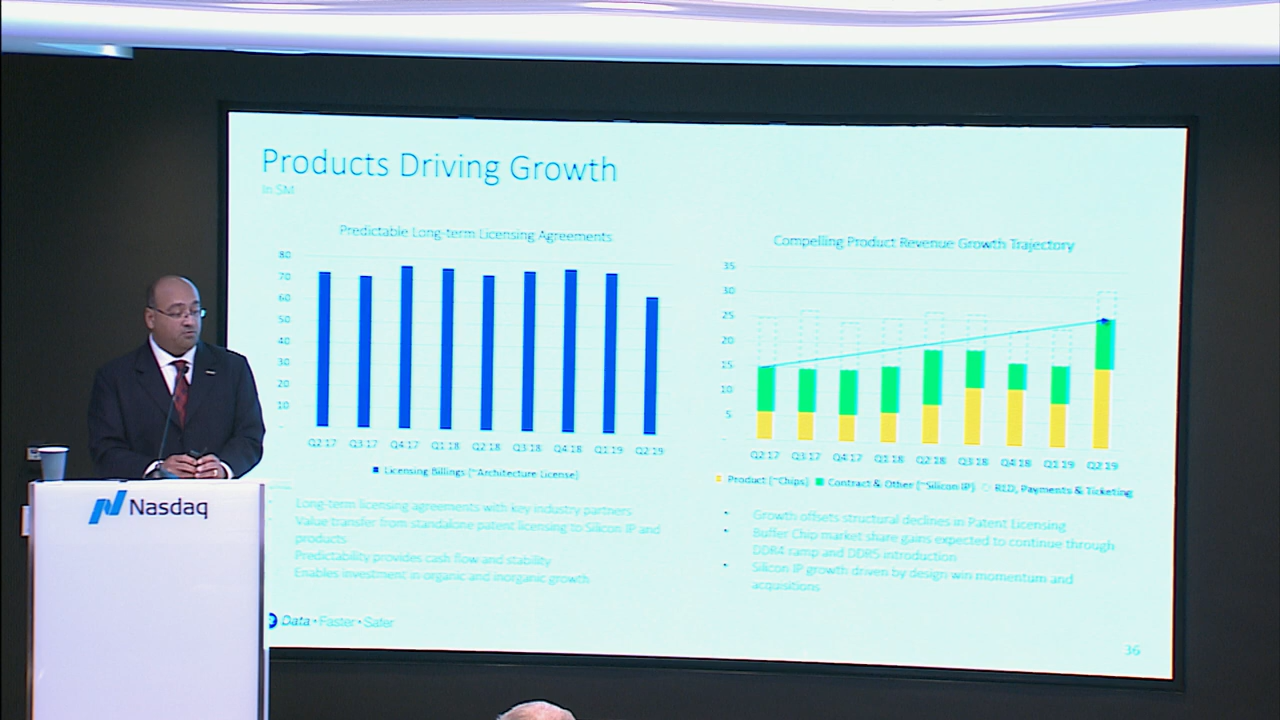 Products Driving Growth
In $M
Predictable Long-term Licensing Agreements
80
70
60
50
40
30
20
10
Q2'17 Q3'17 Q4'17 Q1'18 Q2'18 Q3'18 Q4'18 Q1'19 Q2'19
Licensing Billings (~Architecture License)
Long-term licensing agreements with key industry partners
Value transfer from standalone patent licensing to Silicon IP and
products
Predictability provides cash flow and stability
Enables investment in organic and inorganic growth
Compelling Product Revenue Growth Trajectory
35
30
25
20
15
10
5
-
Q2'17 Q3'17 Q4'17 Q1'18 Q2'18 Q3'18 Q4'18 Q1'19 Q2'19
Product (~Chips) Contract & Other (~Silicon IP) RLD, Payments & Ticketing
• Growth offsets structural declines in Patent Licensing
• Buffer Chip market share gains expected to continue through
DDR4 ramp and DDR5 introduction
• Silicon IP growth driven by design win momentum and
acquisitions
Data • Faster • Safer
36
Nasdaq